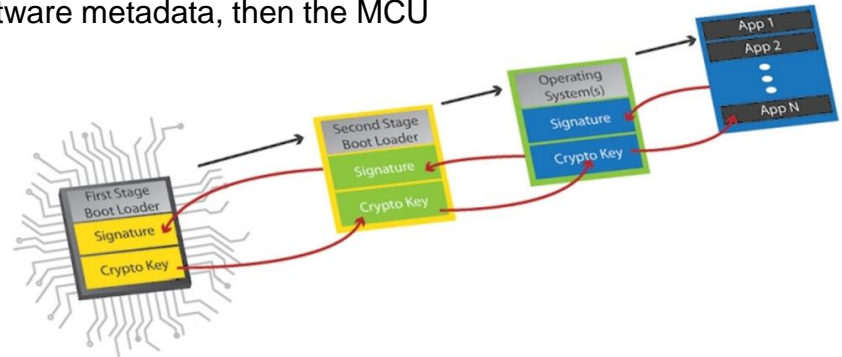 tware metadata, then the MCU
First Stage
Boot Loader
Signature
Crypto Key
Second Stage
Boot Loader
Signature
Crypto Key
Operating
System(s)
Signature
Crypto Key
App 1
App 2
App N